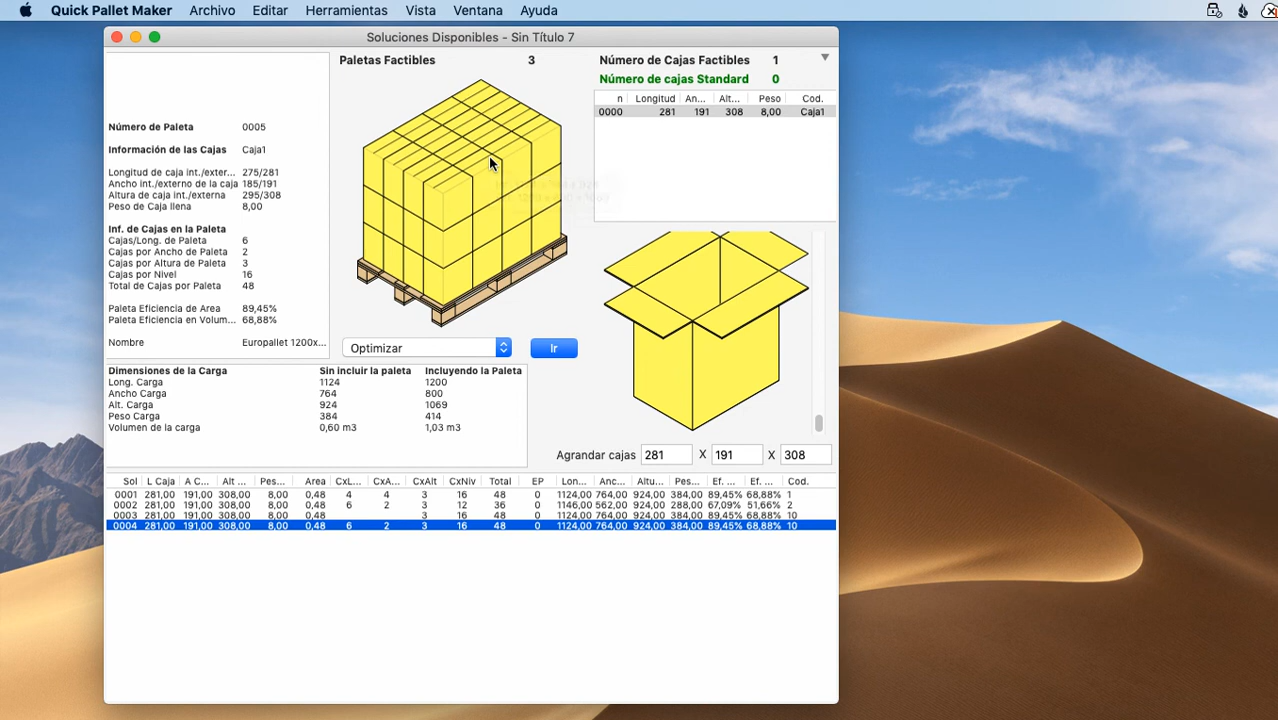 Quick Pallet Maker Archivo Editar Herramientas Vista Ventana Ayuda
Soluciones Disponibles - Sin Título 7
Paletas Factibles 3
Número de Cajas Factibles 1
Número de cajas Standard 0
n Longitud An... Alt... Peso Cod.
0000 281 191 308 8,00 Caja1
Número de Paleta 0005
Información de las Cajas Caja1
Longitud de caja int./exter... 275/281
Ancho int./externo de la caja 185/191
Altura de caja int./externa 295/308
Peso de Caja llena 8,00
Inf. de Cajas en la Paleta
Cajas/Long. de Paleta 6
Cajas por Ancho de Paleta 2
Cajas por Altura de Paleta 3
Cajas por Nivel 16
Total de Cajas por Paleta 48
Paleta Eficiencia de Area 89,45%
Paleta Eficiencia en Volum... 68,88%
Nombre Europallet 1200x...
Optimizar Ir
Dimensiones de la Carga Sin incluir la paleta Incluyendo la Paleta
Long. Carga 1124 1200
Ancho Carga 764 800
Alt. Carga 924 1069
Peso Carga 384 414
Volumen de la carga 0,60 m3 1,03 m3
Agrandar cajas 281 X 191 X 308
Sol L Caja A C... Alt ... Pes... Area CxL... CxA... CxAlt CxNiv Total EP Lon... Anc... Altu... Pes... Ef. ... Ef. ... Cod.
0001 281,00 191,00 308,00 8,00 0,48 4 4 3 16 48 0 1124,00 764,00 924,00 384,00 89,45% 68,88% 1
0002 281,00 191,00 308,00 8,00 0,48 6 2 3 12 36 0 1146,00 562,00 924,00 288,00 67,09% 51,66% 2
0003 281,00 191,00 308,00 8,00 0,48 3 16 48 0 1124,00 764,00 924,00 384,00 89,45% 68,88% 10
0004 281,00 191,00 308,00 8,00 0,48 6 2 3 16 48 0 1124,00 764,00 924,00 384,00 89,45% 68,88% 10